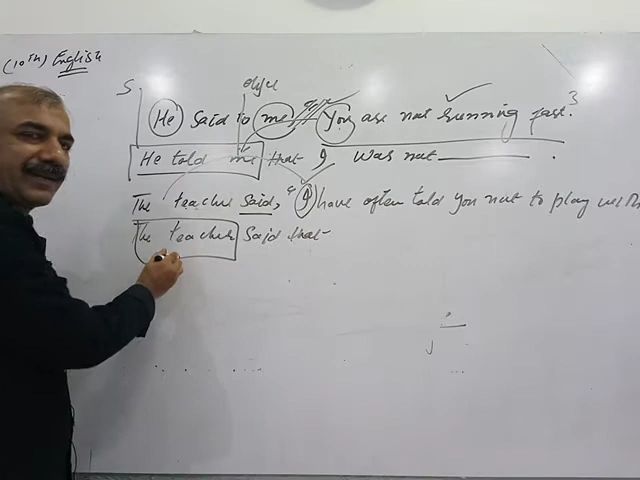 (10TH) English
S object
He said to me, "You are not running fast."
He told me that I was not ______ .
The teacher said, "I have often told you not to play with
The teacher said that